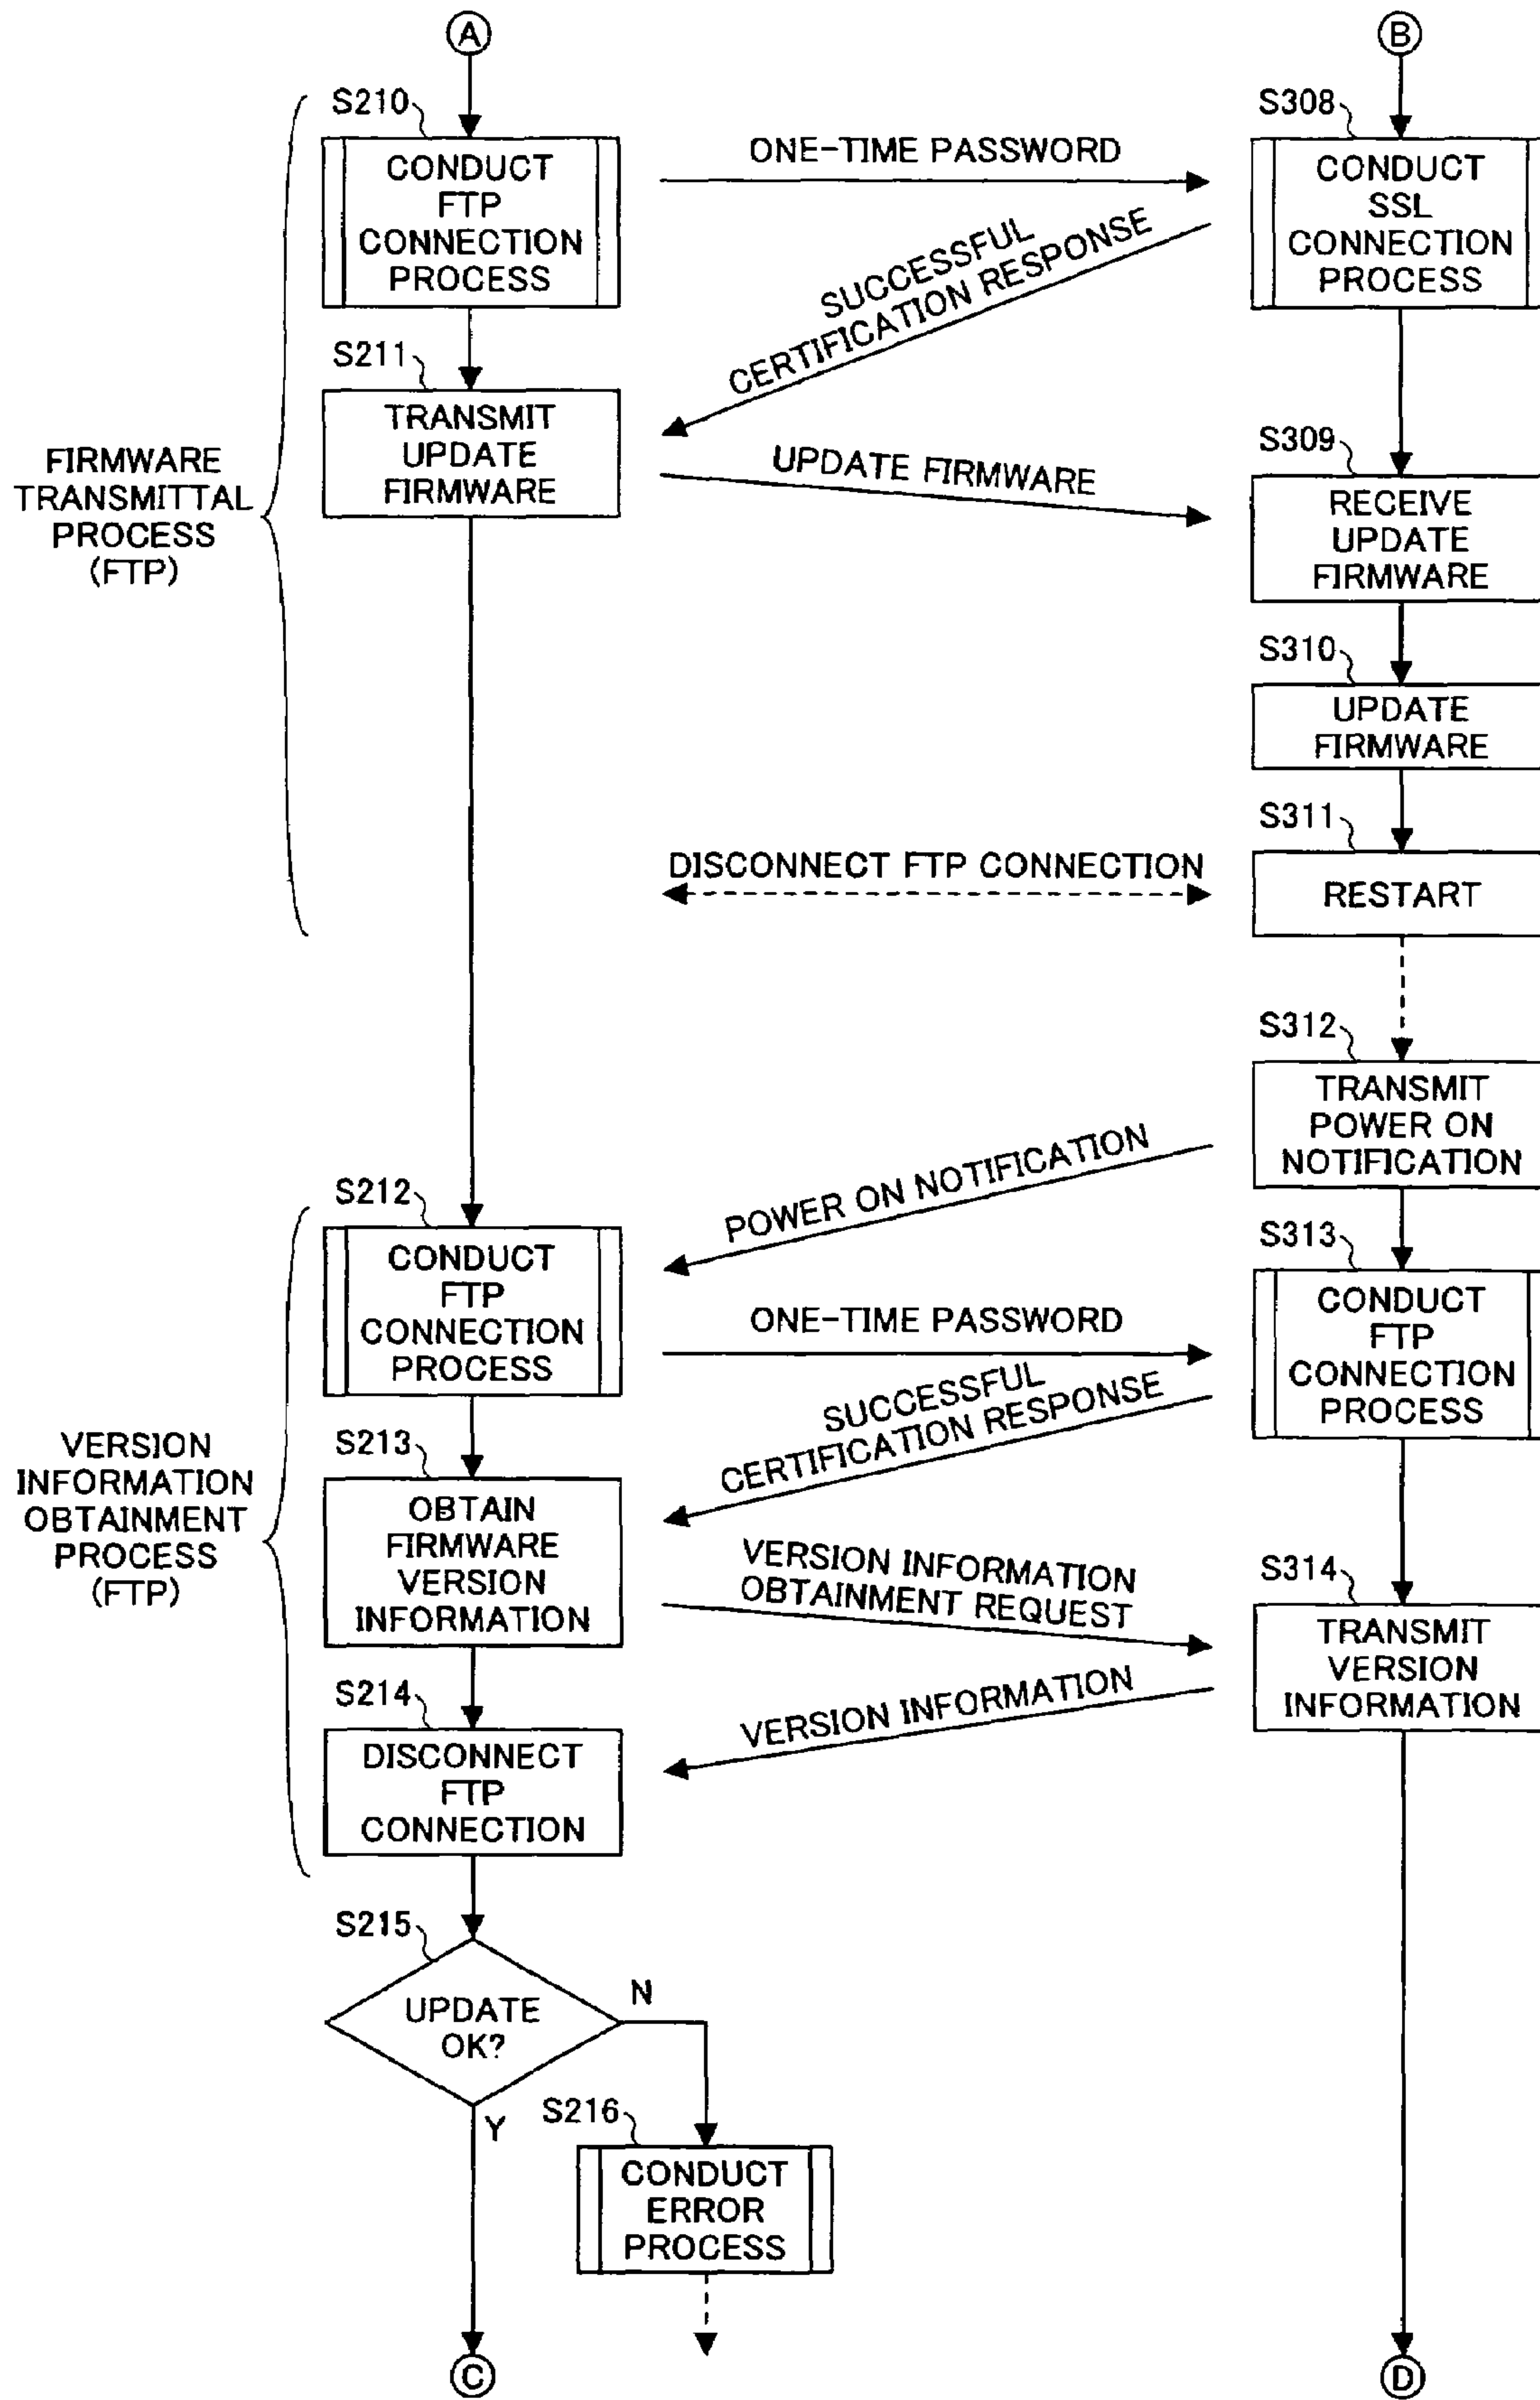 A
B
S210
S308
CONDUCT
FTP
CONNECTION
PROCESS
ONE-TIME PASSWORD
CONDUCT
SSL
CONNECTION
PROCESS
SUCCESSFUL
CERTIFICATION RESPONSE
S211
TRANSMIT
UPDATE
FIRMWARE
UPDATE FIRMWARE
S309
RECEIVE
UPDATE
FIRMWARE
FIRMWARE
TRANSMITTAL
PROCESS
(FTP)
S310
UPDATE
FIRMWARE
S311
DISCONNECT FTP CONNECTION
RESTART
S312
TRANSMIT
POWER ON
NOTIFICATION
POWER ON NOTIFICATION
S212
CONDUCT
FTP
CONNECTION
PROCESS
S313
CONDUCT
FTP
CONNECTION
PROCESS
ONE-TIME PASSWORD
SUCCESSFUL
CERTIFICATION RESPONSE
VERSION
INFORMATION
OBTAINMENT
PROCESS
(FTP)
S213
OBTAIN
FIRMWARE
VERSION
INFORMATION
VERSION INFORMATION
OBTAINMENT REQUEST
S314
TRANSMIT
VERSION
INFORMATION
VERSION INFORMATION
S214
DISCONNECT
FTP
CONNECTION
S215
UPDATE
OK?
N
Y
S216
CONDUCT
ERROR
PROCESS
C
D